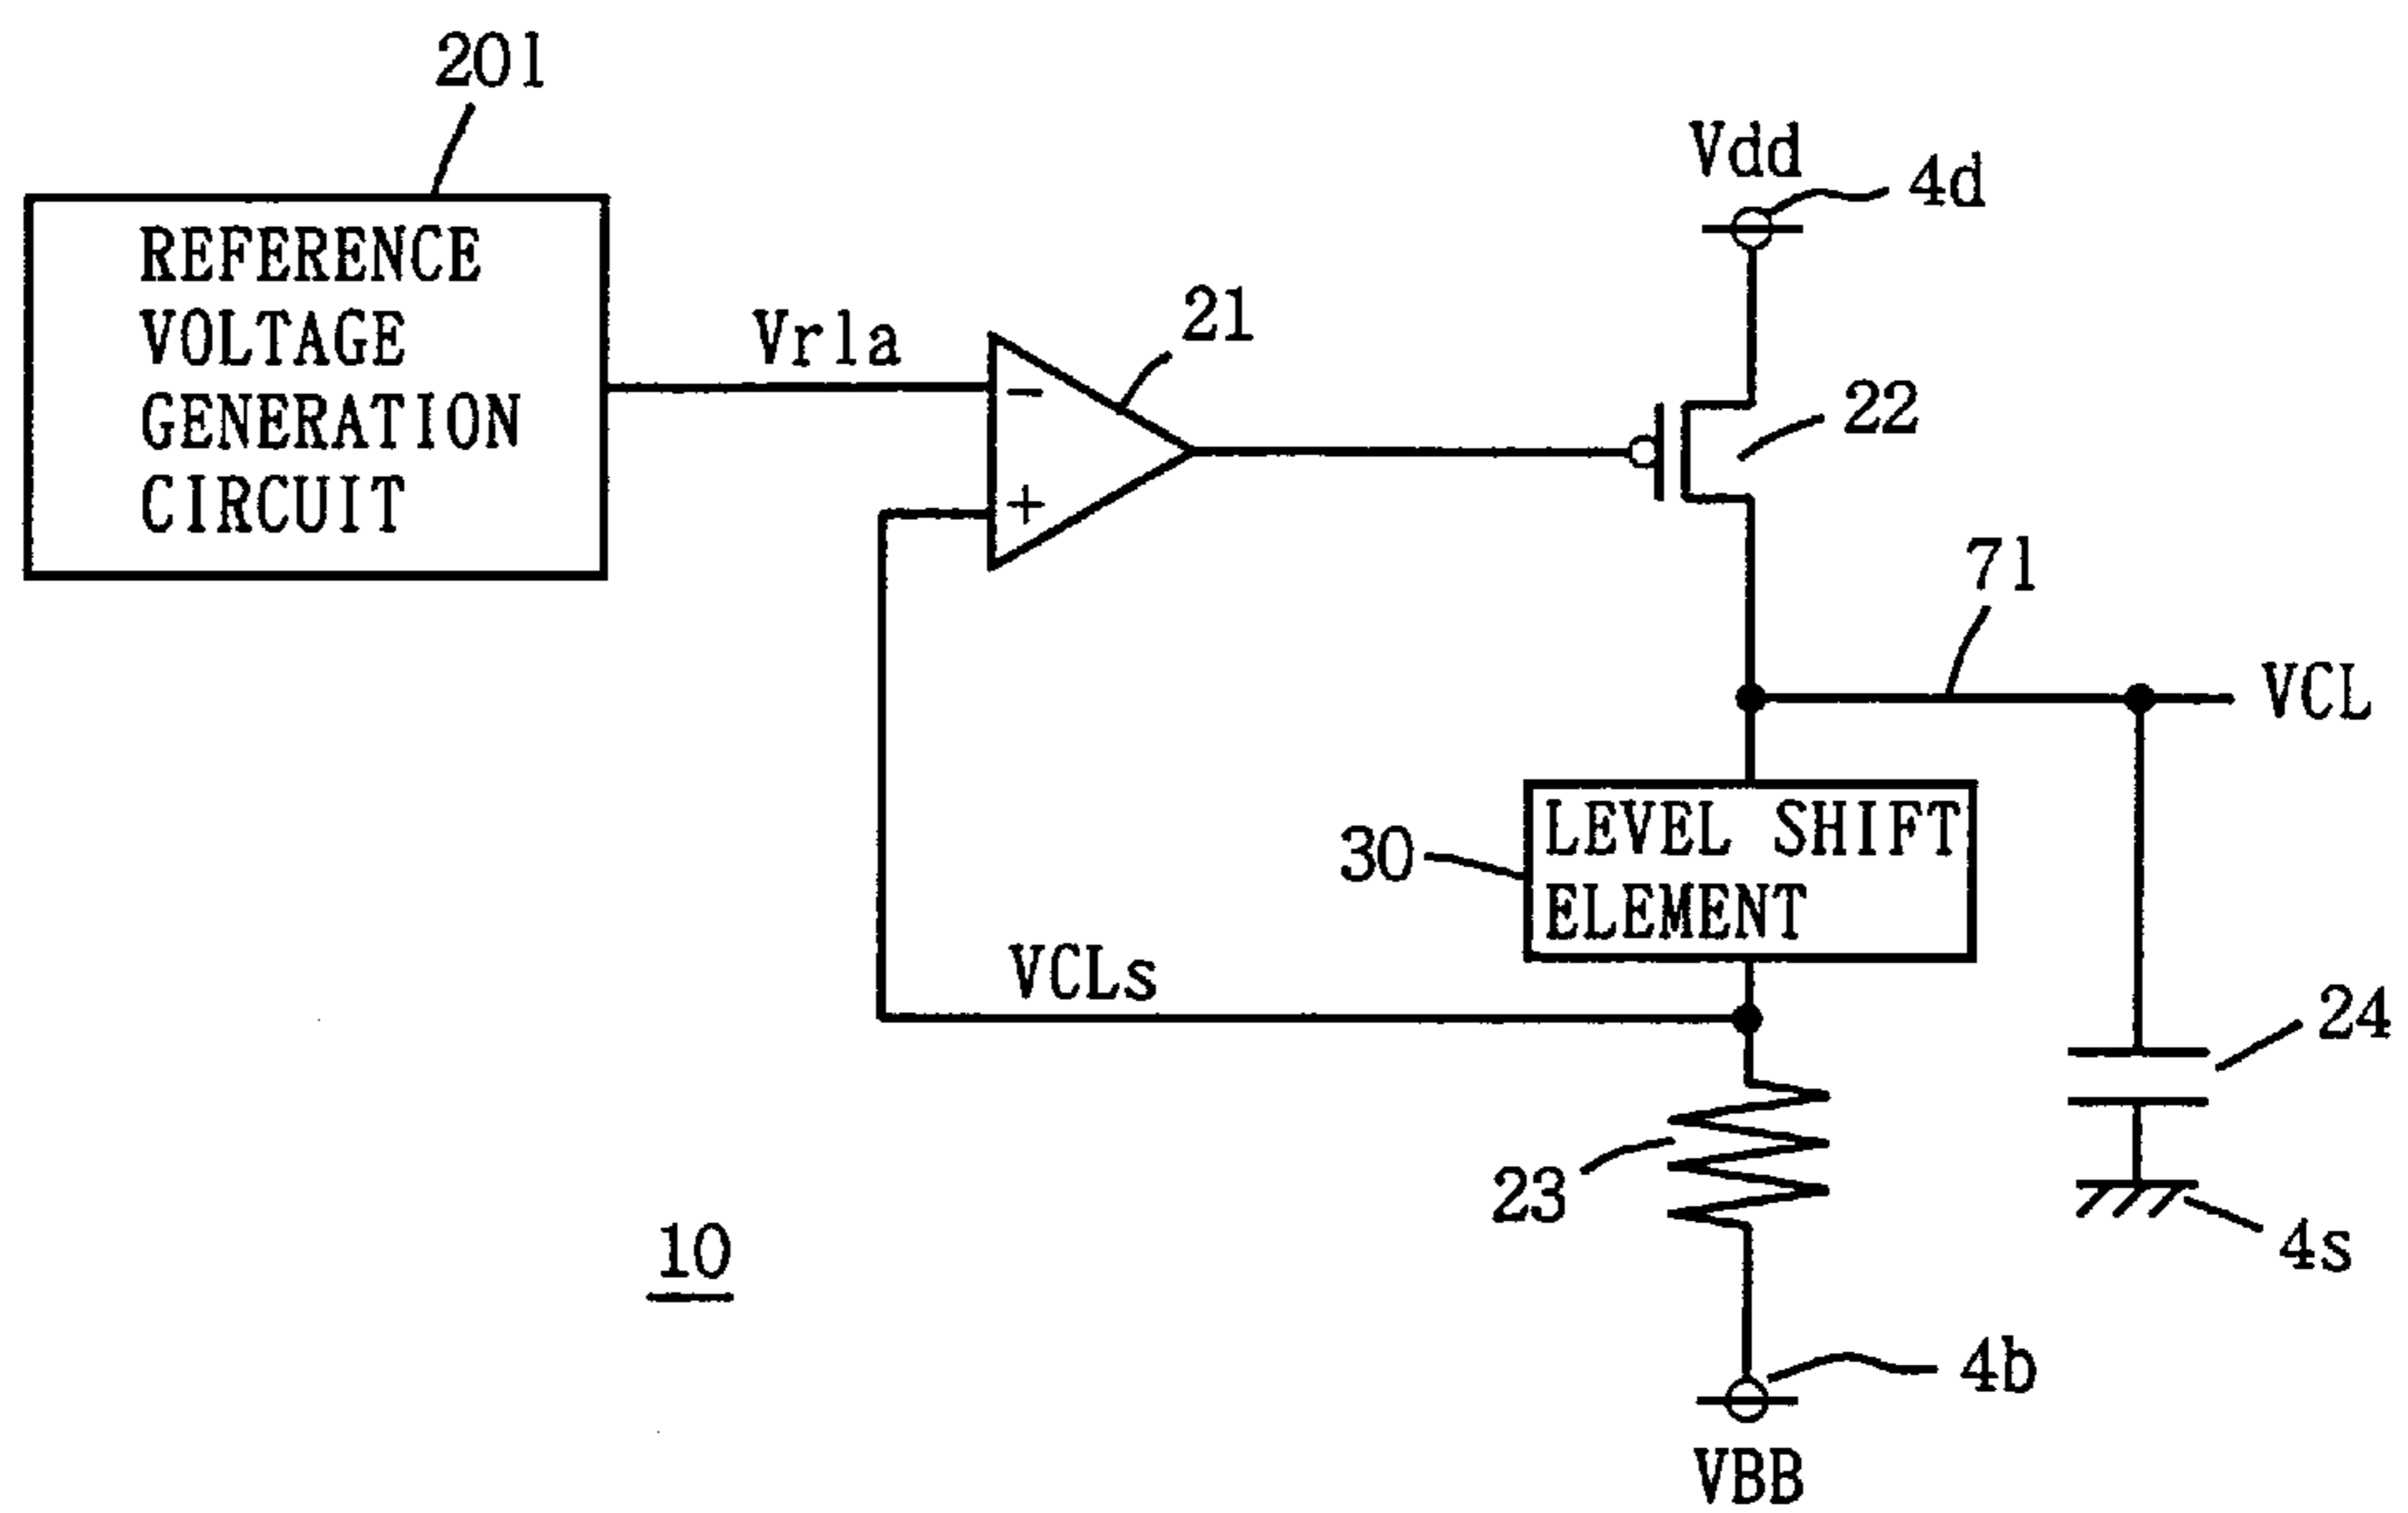 201
REFERENCE
VOLTAGE
GENERATION
CIRCUIT
Vr1a
21
-
+
Vdd
4d
22
71
VCL
30
LEVEL SHIFT
ELEMENT
VCLs
24
23
4s
10
4b
VBB